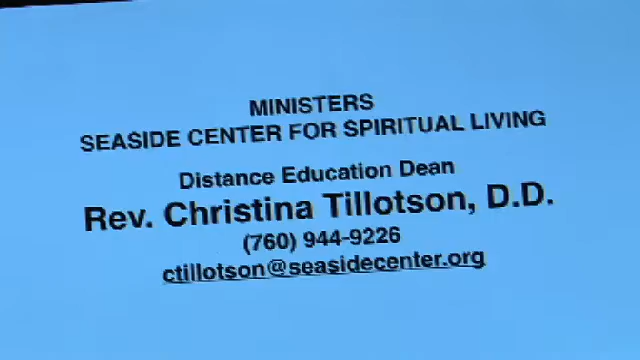 MINISTERS
SEASIDE CENTER FOR SPIRITUAL LIVING
Distance Education Dean
Rev. Christina Tillotson, D.D.
(760) 944-9226
ctillotson@seasidecenter.org